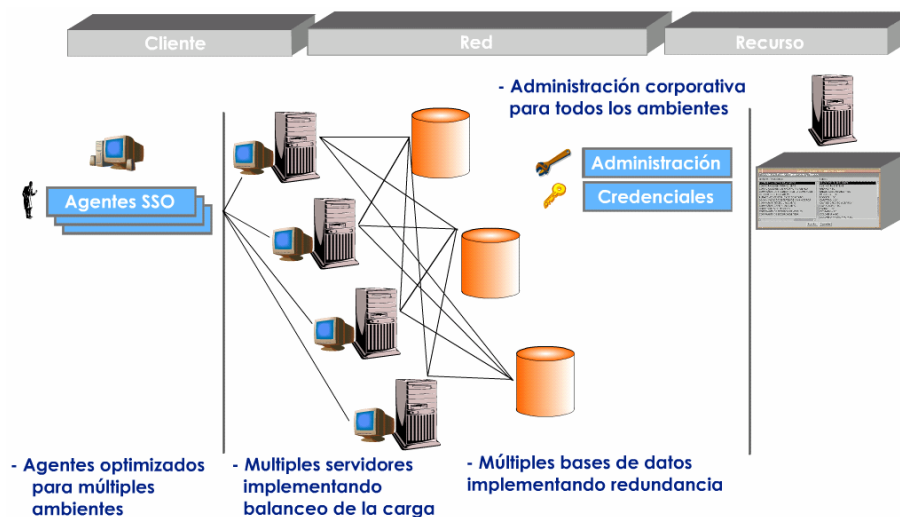 Cliente
Red
Recurso
- Administración corporativa
para todos los ambientes
Agentes SSO
Administración
Credenciales
- Agentes optimizados
para múltiples
ambientes
- Multiples servidores
implementando
balanceo de la carga
- Múltiples bases de datos
implementando redundancia